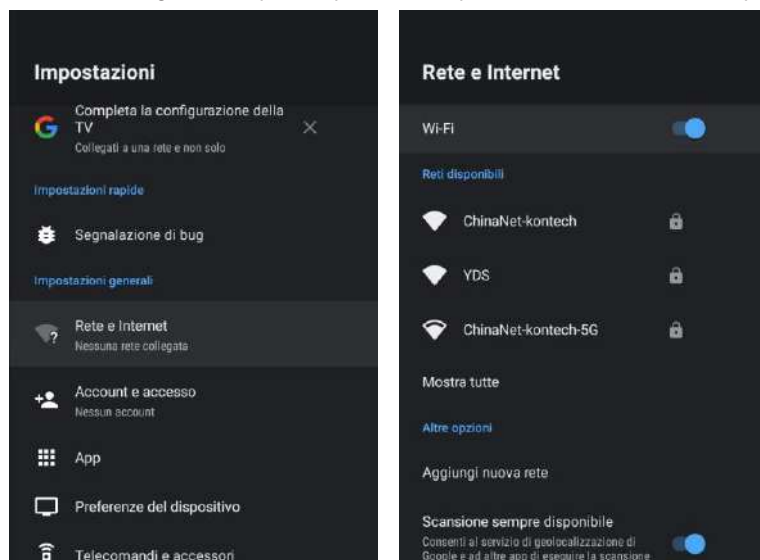 Impostazioni
Completa la configurazione della
TV
Collegati a una rete e non solo
Impostazioni rapide
Segnalazione di bug
Impostazioni generali
Rete e Internet
Nessuna rete collegata
Account e accesso
Nessun account
App
Preferenze del dispositivo
Telecomandi e accessori
Rete e Internet
Wi-Fi
Reti disponibili
ChinaNet-kontech
YDS
ChinaNet-kontech-5G
Mostra tutte
Altre opzioni
Aggiungi nuova rete
Scansione sempre disponibile
Consenti al servizio di geolocalizzazione di
Google e ad altre app di eseguire la scansione